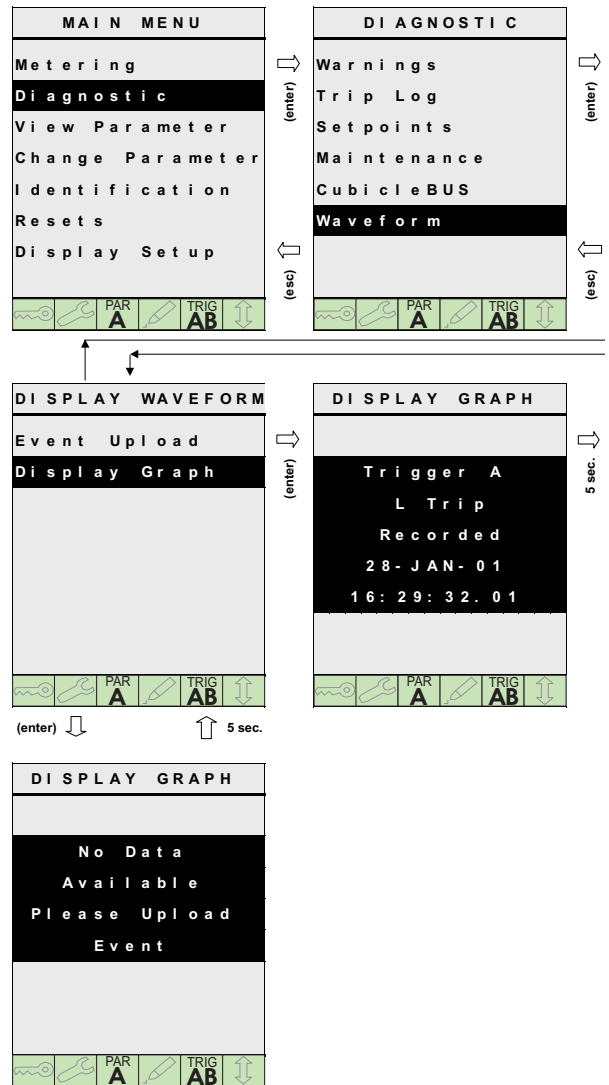 MAIN MENU
Metering
Diagnostic
View Parameter
Change Parameter
Identification
Resets
Display Setup
PAR
A
TRIG
AB
(enter)
(esc)
DIAGNOSTIC
Warnings
Trip Log
Setpoints
Maintenance
CubicleBUS
Waveform
PAR
A
TRIG
AB
(enter)
(esc)
DISPLAY WAVEFORM
Event Upload
Display Graph
PAR
A
TRIG
AB
(enter)
DISPLAY GRAPH
Trigger A
L Trip
Recorded
28-JAN-01
16:29:32.01
PAR
A
TRIG
AB
5 sec.
(enter)
5 sec.
DISPLAY GRAPH
No Data
Available
Please Upload
Event
PAR
A
TRIG
AB